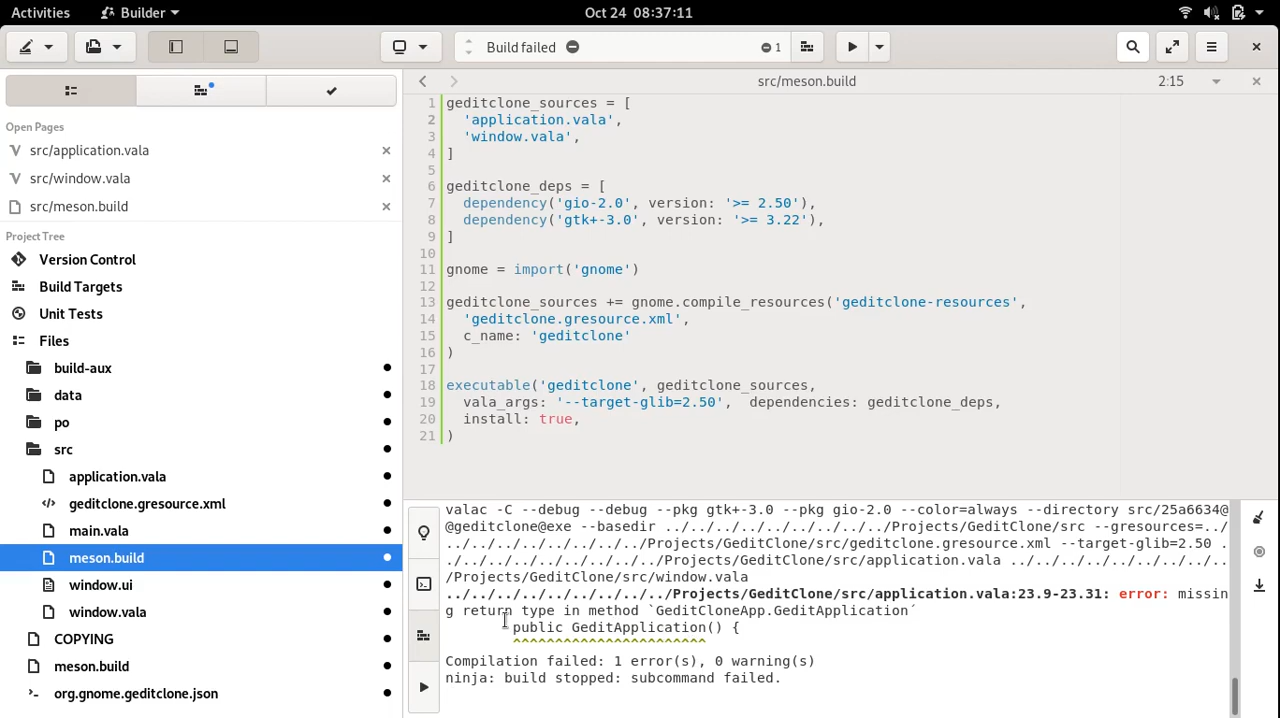 Activities
Builder
Oct 24 08:37:11
Build failed
1
src/meson.build
2:15
Open Pages
src/application.vala
src/window.vala
src/meson.build
Project Tree
Version Control
Build Targets
Unit Tests
Files
build-aux
data
po
src
application.vala
geditclone.gresource.xml
main.vala
meson.build
window.ui
window.vala
COPYING
meson.build
org.gnome.geditclone.json
1 geditclone_sources = [
2 'application.vala',
3 'window.vala',
4 ]
5
6 geditclone_deps = [
7 dependency('gio-2.0', version: '>= 2.50'),
8 dependency('gtk+-3.0', version: '>= 3.22'),
9 ]
10
11 gnome = import('gnome')
12
13 geditclone_sources += gnome.compile_resources('geditclone-resources',
14 'geditclone.gresource.xml',
15 c_name: 'geditclone'
16 )
17
18 executable('geditclone', geditclone_sources,
19 vala_args: '--target-glib=2.50',  dependencies: geditclone_deps,
20 install: true,
21 )
valac -C --debug --debug --pkg gtk+-3.0 --pkg gio-2.0 --color=always --directory src/25a6634@
@geditclone@exe --basedir ../../../../../../../../Projects/GeditClone/src --gresources=../
../../../../../../../Projects/GeditClone/src/geditclone.gresource.xml --target-glib=2.50 .
./../../../../../../../Projects/GeditClone/src/application.vala ../../../../../../../..
/Projects/GeditClone/src/window.vala
../../../../../../../../Projects/GeditClone/src/application.vala:23.9-23.31: error: missin
g return type in method `GeditCloneApp.GeditApplication´
public GeditApplication() {
^^^^^^^^^^^^^^^^^^^^^^^
Compilation failed: 1 error(s), 0 warning(s)
ninja: build stopped: subcommand failed.